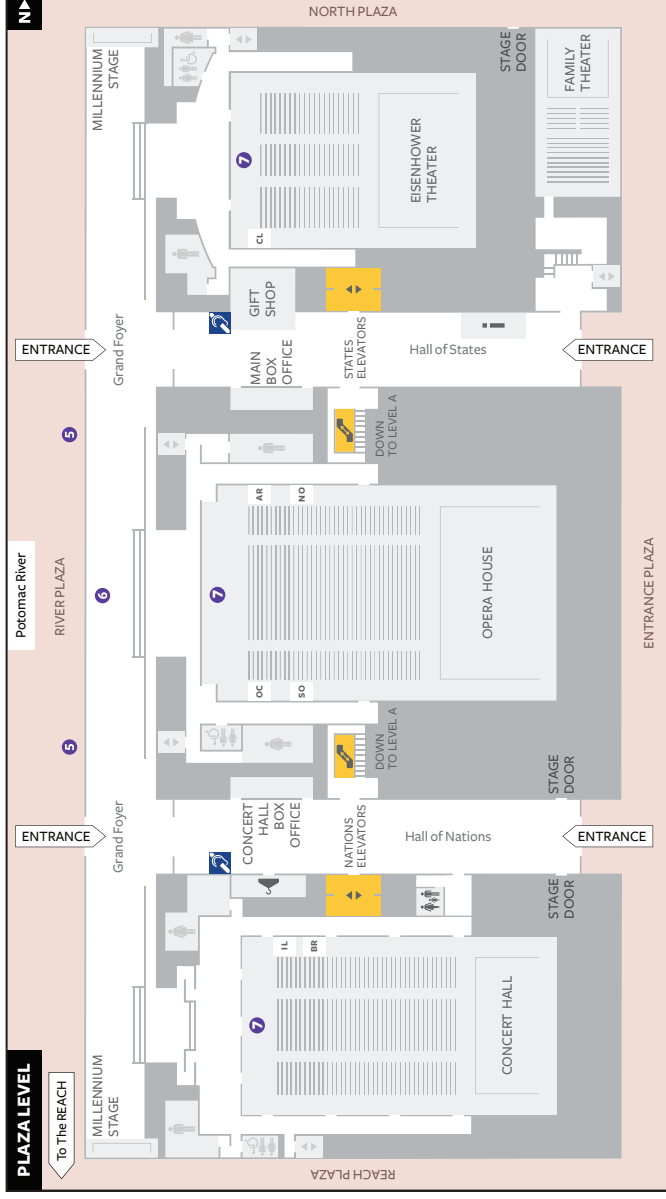 PLAZA LEVEL
N
To The REACH
Potomac River
RIVER PLAZA
5
6
5
ENTRANCE
ENTRANCE
MILLENNIUM
STAGE
Grand Foyer
Grand Foyer
MILLENNIUM
STAGE
REACH PLAZA
NORTH PLAZA
7
IL
BR
CONCERT HALL
CONCERT
HALL
BOX
OFFICE
NATIONS
ELEVATORS
Hall of Nations
STAGE
DOOR
STAGE
DOOR
ENTRANCE
DOWN
TO LEVEL A
7
OC
SO
AR
NO
OPERA HOUSE
DOWN
TO LEVEL A
MAIN
BOX
OFFICE
GIFT
SHOP
STATES
ELEVATORS
Hall of States
i
ENTRANCE
7
CL
EISENHOWER
THEATER
STAGE
DOOR
FAMILY
THEATER
ENTRANCE PLAZA